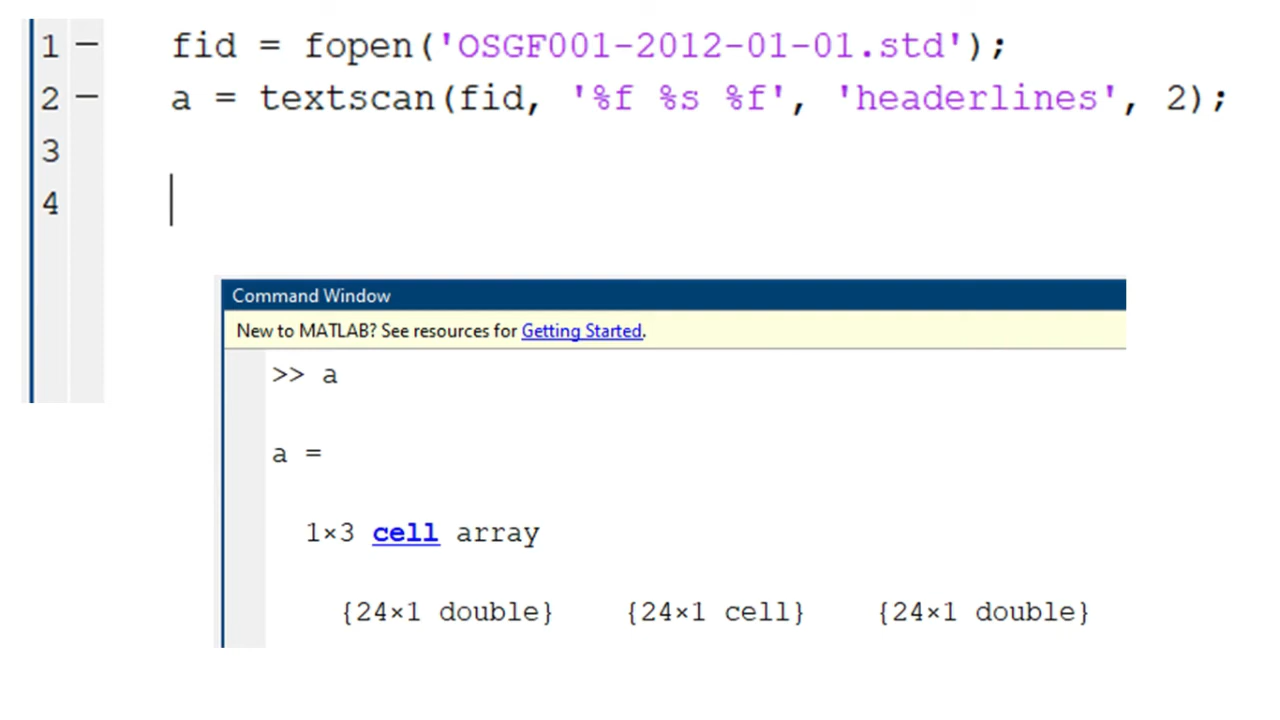 1 – fid = fopen('OSGF001-2012-01-01.std');
2 – a = textscan(fid, '%f %s %f', 'headerlines', 2);
3
4
Command Window
New to MATLAB? See resources for Getting Started.
>> a
a =
1×3 cell array
{24×1 double} {24×1 cell} {24×1 double}